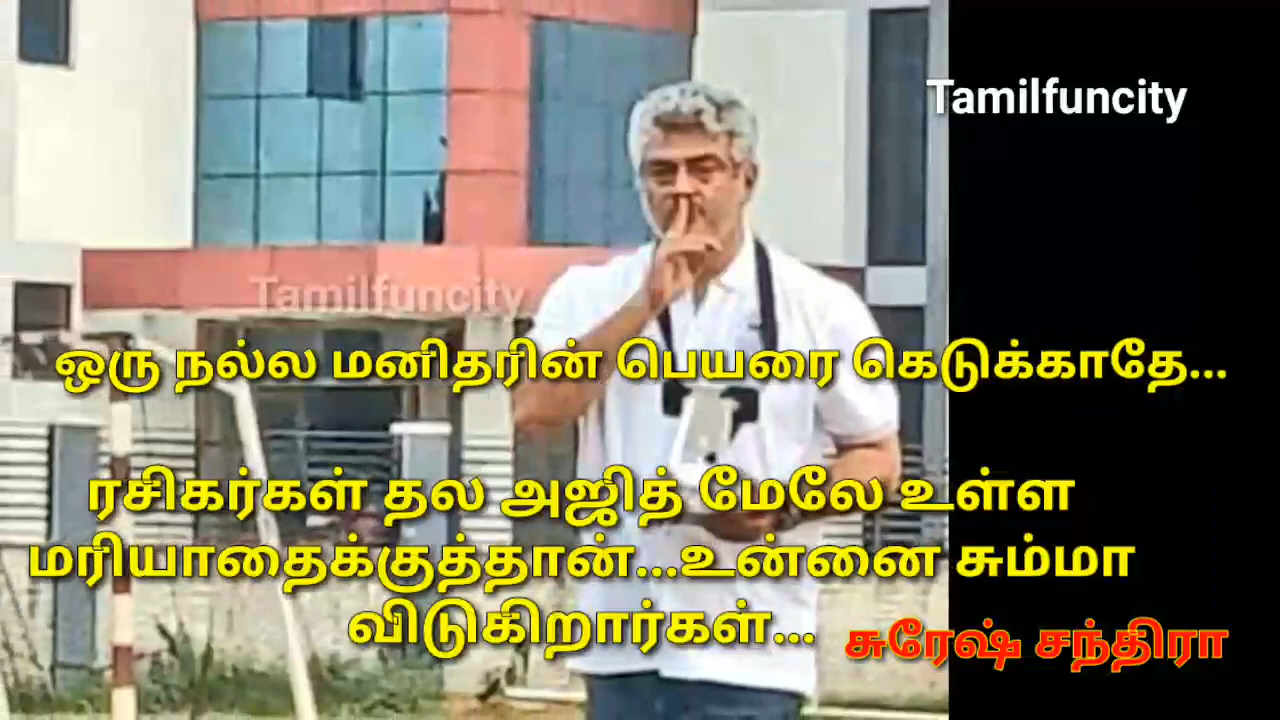 Tamilfuncity
Tamilfuncity
ஒரு நல்ல மனிதரின் பெயரை கெடுக்காதே...
ரசிகர்கள் தல அஜித் மேலே உள்ள
மரியாதைக்குத்தான்...உன்னை சும்மா
விடுகிறார்கள்...
சுரேஷ் சந்திரா